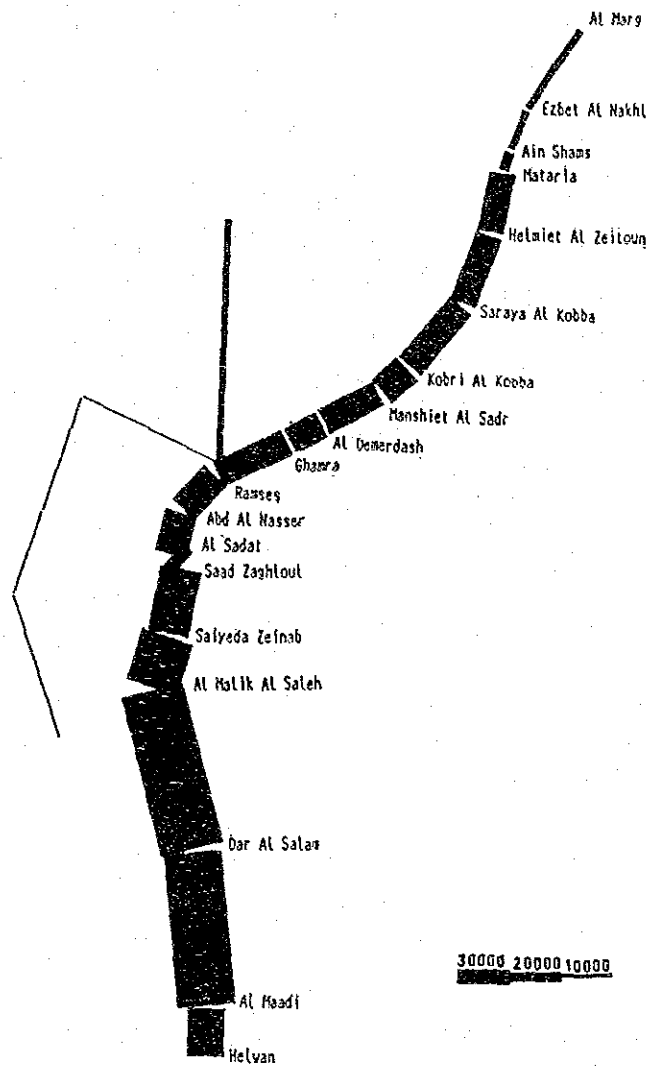 Al Marg
Ezbet Al Nakhl
Ain Shams
Mataria
Helmiet Al Zeitoun
Saraya Al Kobba
Kobri Al Kobba
Manshiet Al Sadr
Al Demerdash
Ghamra
Ramses
Abd Al Nasser
Al Sadat
Saad Zaghloul
Saiyeda Zeinab
Al Malik Al Saleh
Dar Al Salam
30000 20000 10000
Al Maadi
Helwan